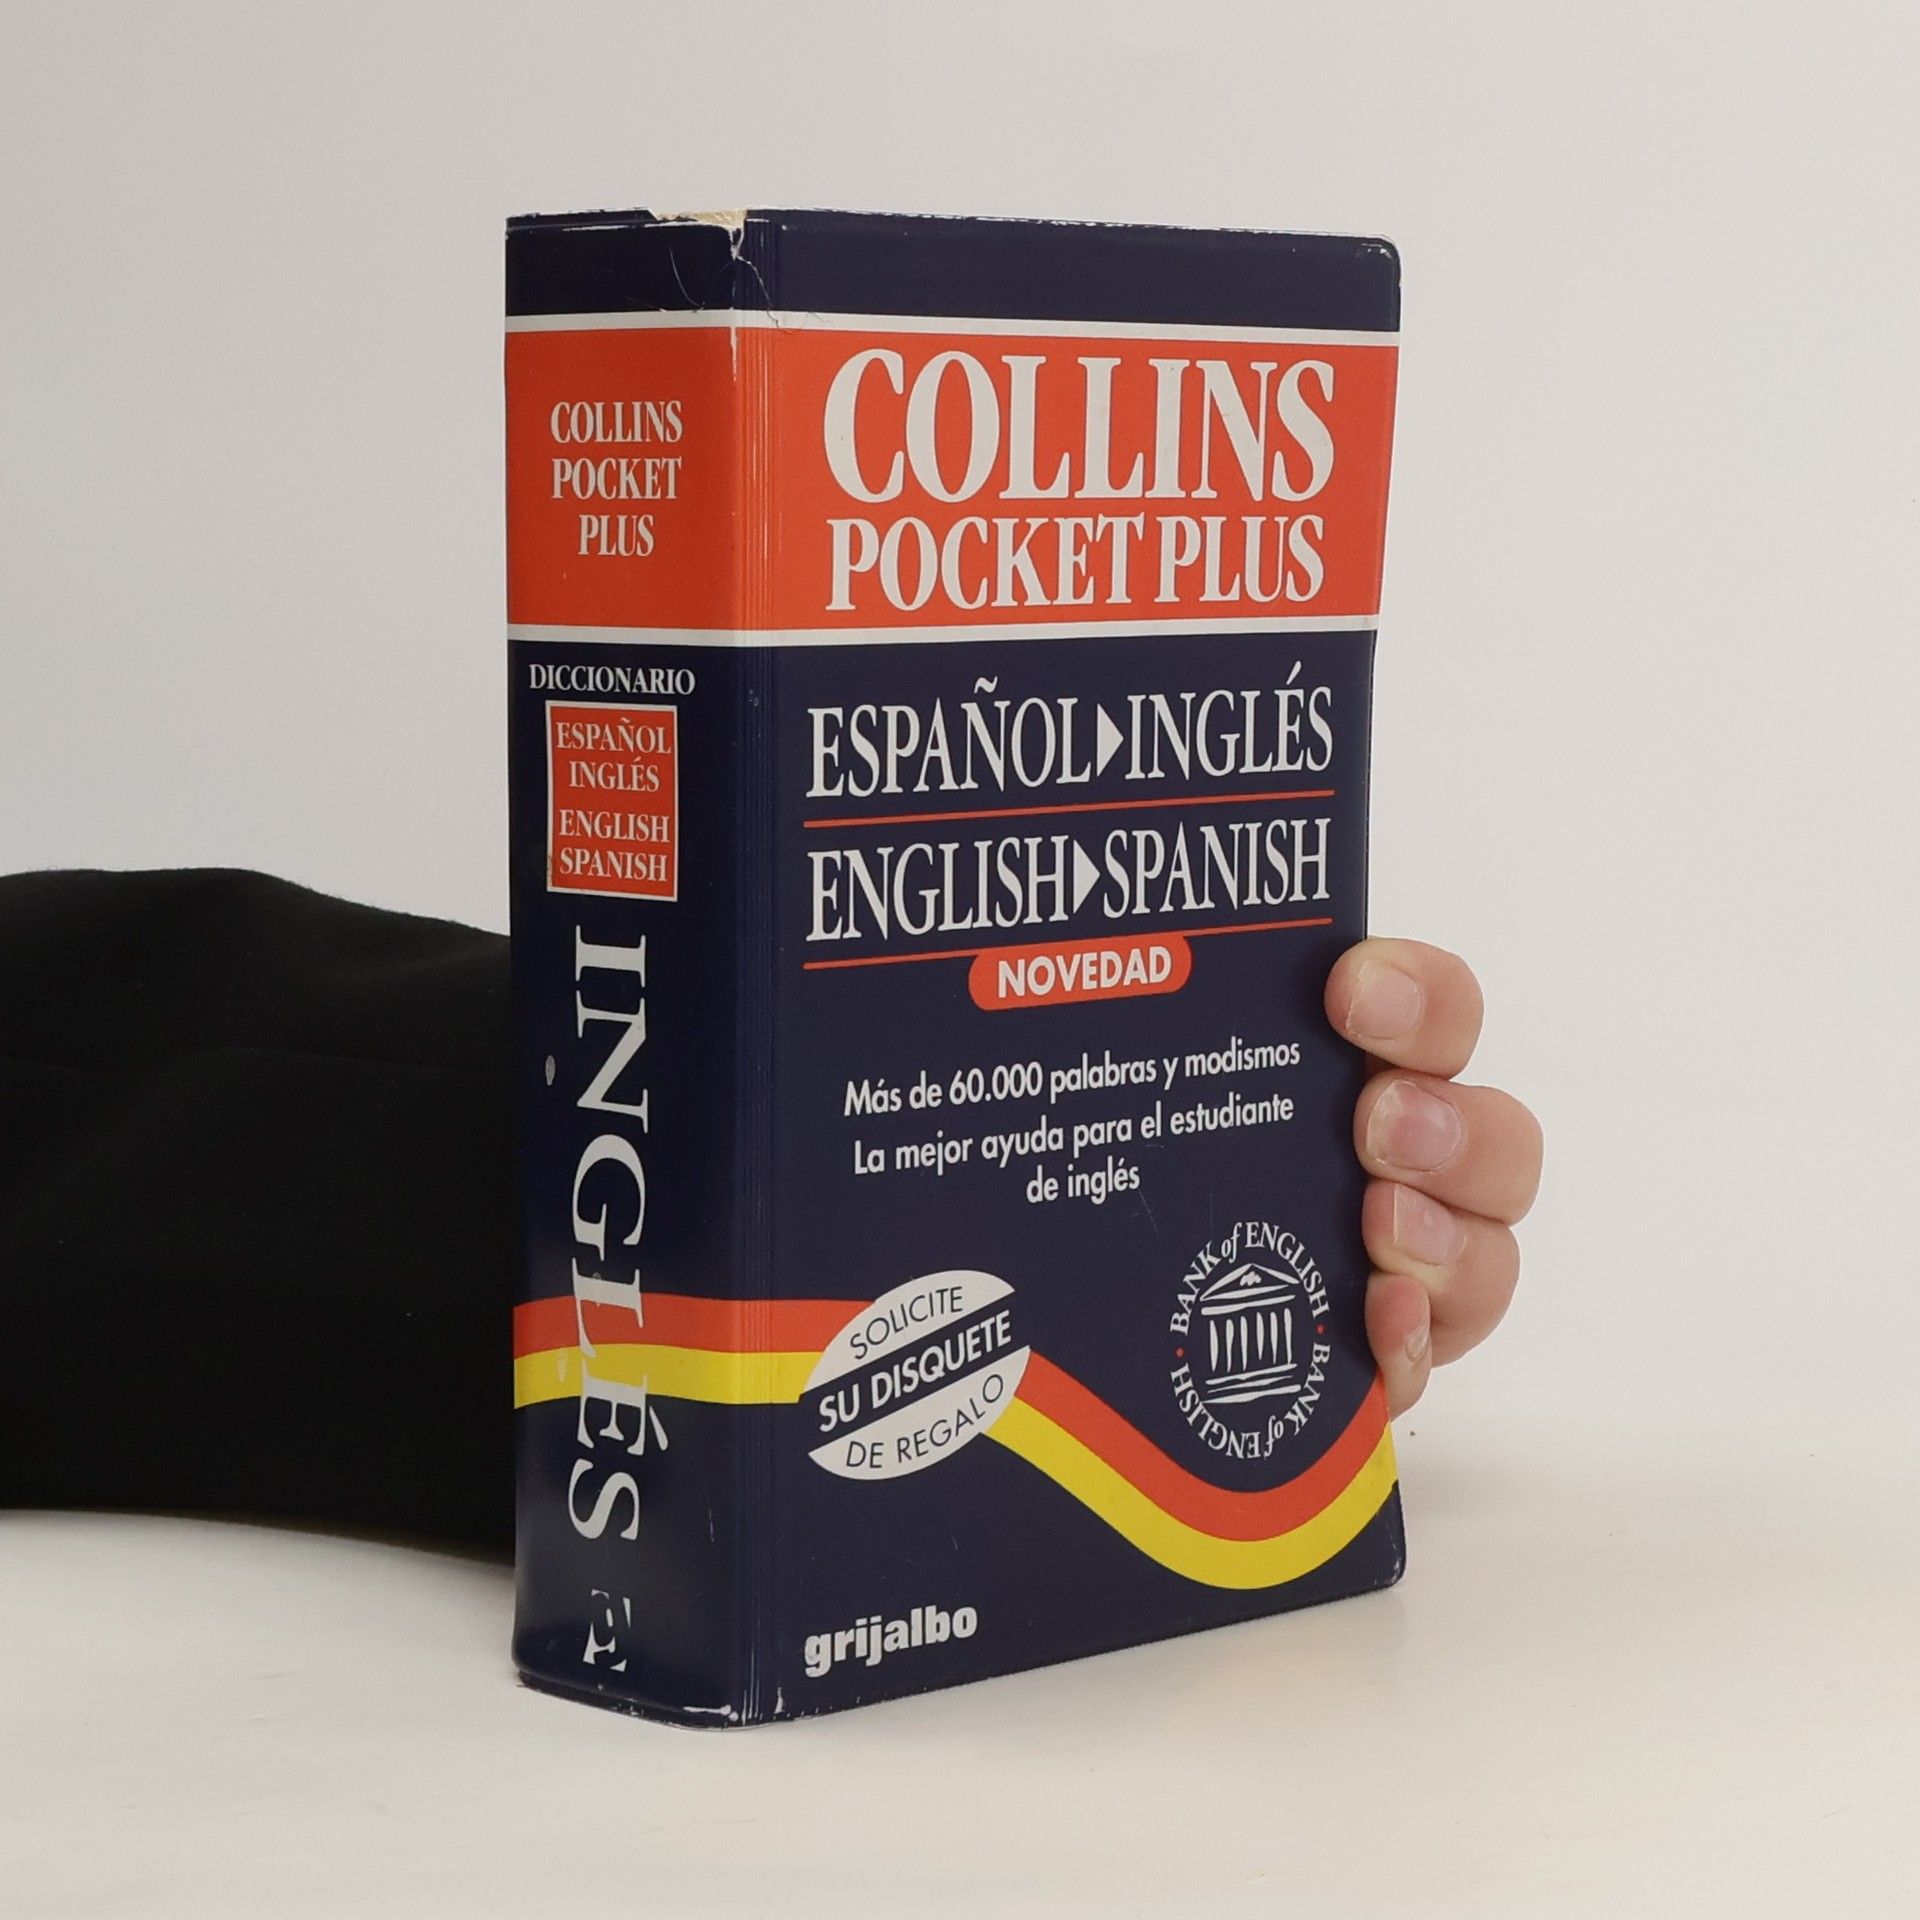 COLLINS
POCKET
PLUS
DICCIONARIO
ESPAÑOL
INGLÉS
ENGLISH
SPANISH
INGLÉS
COLLINS
POCKET PLUS
ESPAÑOL▶INGLÉS
ENGLISH▶SPANISH
NOVEDAD
Más de 60.000 palabras y modismos
La mejor ayuda para el estudiante
de inglés
SOLICITE
SU DISQUETE
DE REGALO
BANK of ENGLISH • BANK of ENGLISH •
grijalbo